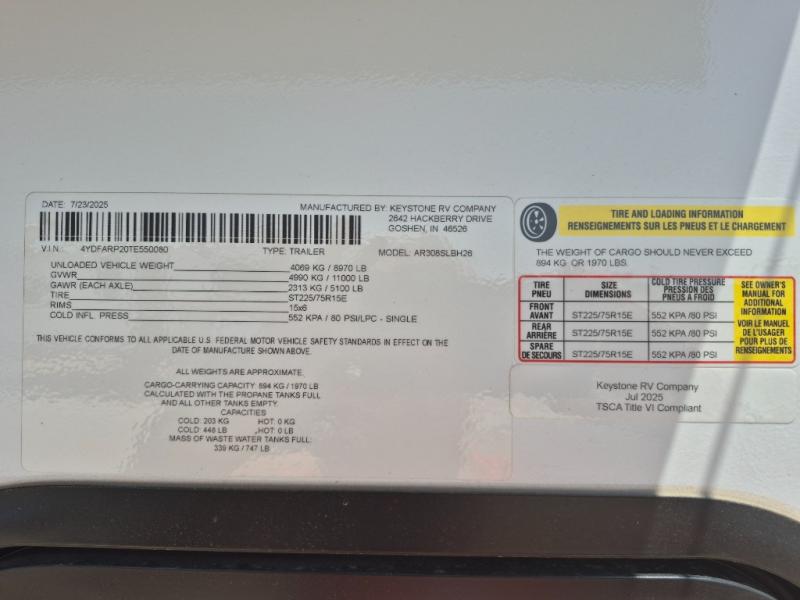 DATE: 7/23/2025
MANUFACTURED BY: KEYSTONE RV COMPANY
2642 HACKBERRY DRIVE
GOSHEN, IN 46526
V.I.N.: 4YDFARP20TE550080 TYPE: TRAILER MODEL: AR308SLBH26
UNLOADED VEHICLE WEIGHT 4069 KG / 8970 LB
GVWR 4990 KG / 11000 LB
GAWR (EACH AXLE) 2313 KG / 5100 LB
TIRE ST225/75R15E
RIMS 15x6
COLD INFL. PRESS 552 KPA / 80 PSI/LPC - SINGLE
THIS VEHICLE CONFORMS TO ALL APPLICABLE U.S. FEDERAL MOTOR VEHICLE SAFETY STANDARDS IN EFFECT ON THE
DATE OF MANUFACTURE SHOWN ABOVE.
ALL WEIGHTS ARE APPROXIMATE.
CARGO-CARRYING CAPACITY: 894 KG / 1970 LB
CALCULATED WITH THE PROPANE TANKS FULL
AND ALL OTHER TANKS EMPTY.
CAPACITIES
COLD: 203 KG HOT: 0 KG
COLD: 448 LB HOT: 0 LB
MASS OF WASTE WATER TANKS FULL:
339 KG / 747 LB
TIRE AND LOADING INFORMATION
RENSEIGNEMENTS SUR LES PNEUS ET LE CHARGEMENT
THE WEIGHT OF CARGO SHOULD NEVER EXCEED
894 KG OR 1970 LBS.
TIRE
PNEU
SIZE
DIMENSIONS
COLD TIRE PRESSURE
PRESSION DES
PNEUS A FROID
FRONT
AVANT
ST225/75R15E
552 KPA /80 PSI
REAR
ARRIÈRE
ST225/75R15E
552 KPA /80 PSI
SPARE
DE SECOURS
ST225/75R15E
552 KPA /80 PSI
SEE OWNER'S
MANUAL FOR
ADDITIONAL
INFORMATION
VOIR LE MANUEL
DE L'USAGER
POUR PLUS DE
RENSEIGNEMENTS
Keystone RV Company
Jul 2025
TSCA Title VI Compliant